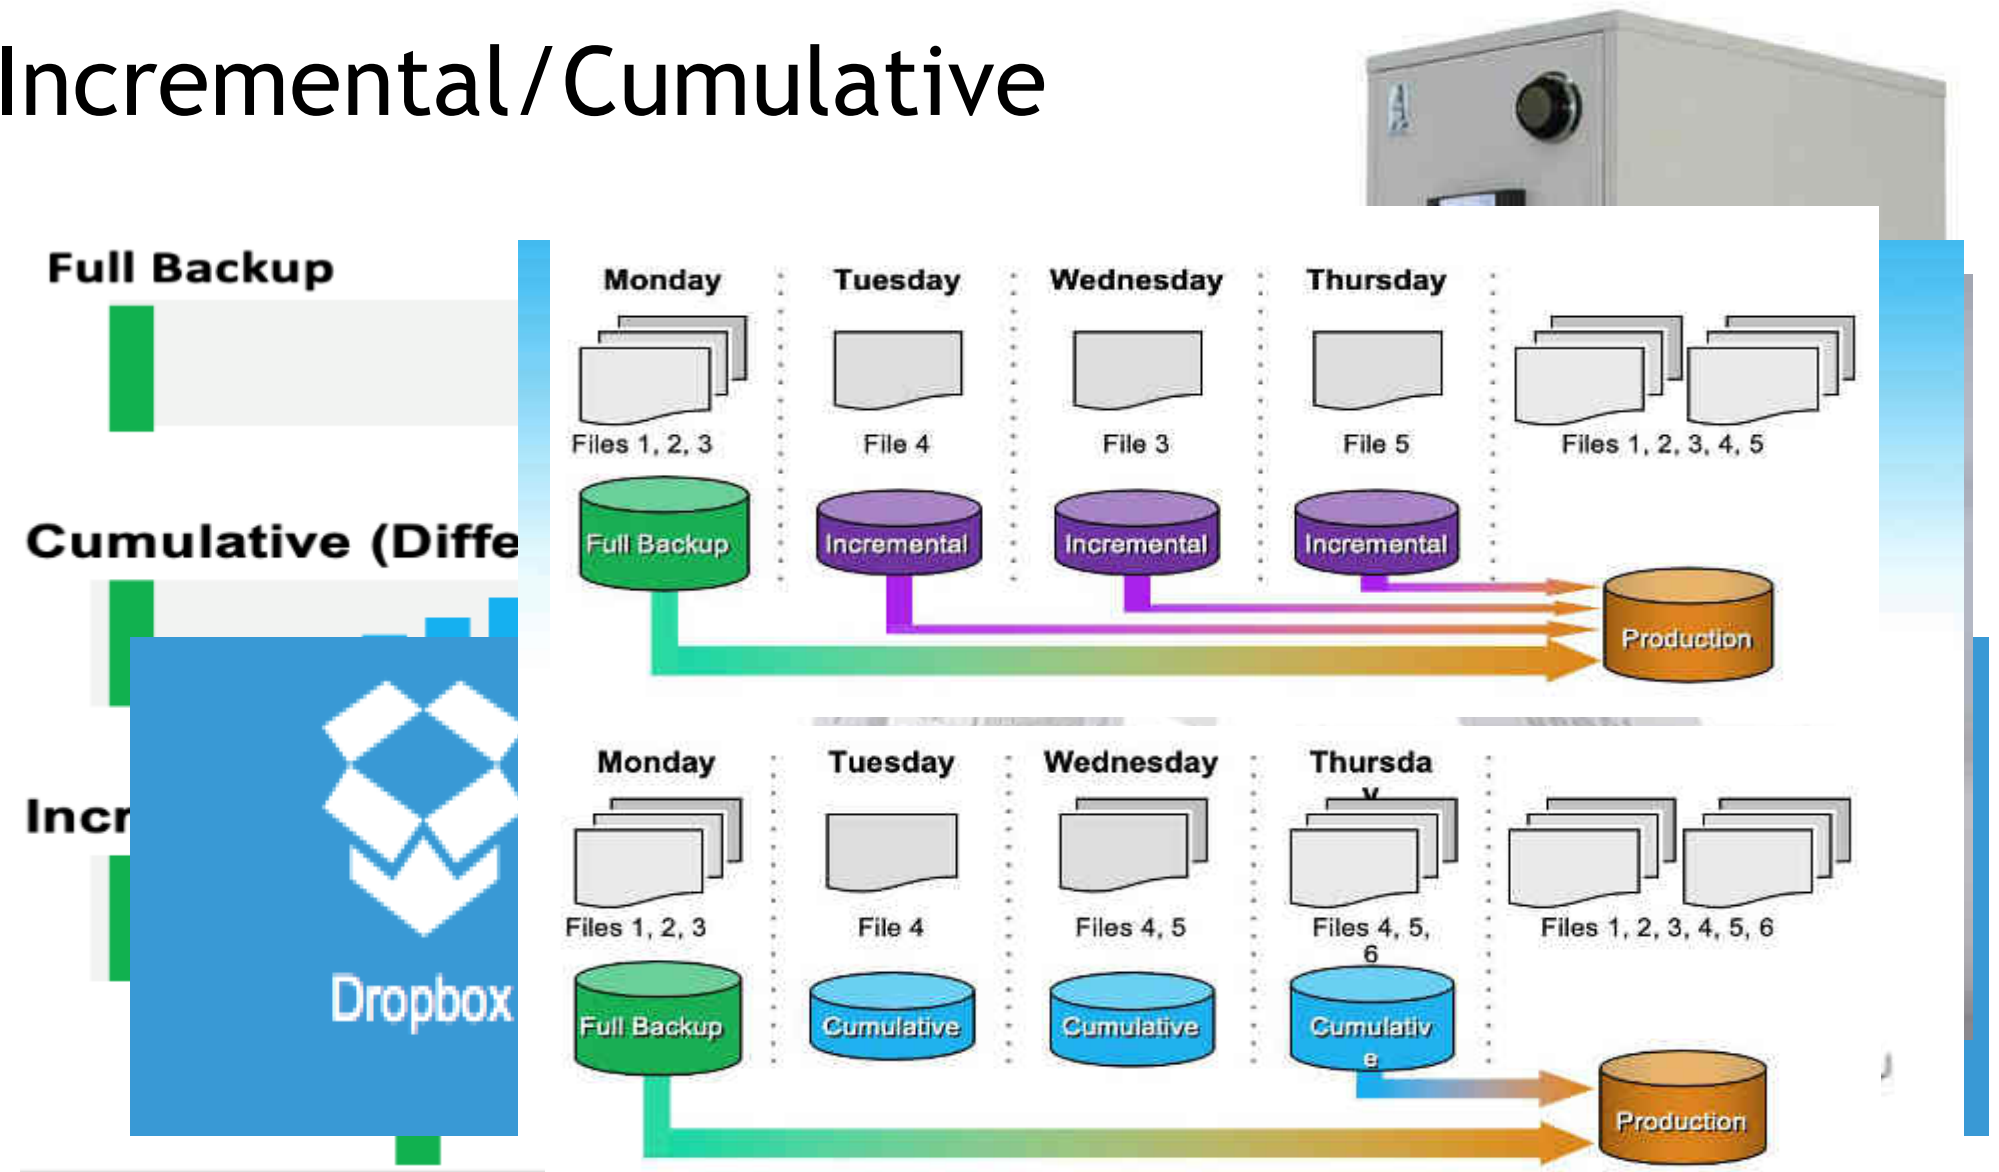 Incremental/Cumulative
Full Backup
Cumulative (Diffe
Incr
Dropbox
Monday
Tuesday
Wednesday
Thursday
Files 1, 2, 3
File 4
File 3
File 5
Files 1, 2, 3, 4, 5
Full Backup
Incremental
Incremental
Incremental
Production
Monday
Tuesday
Wednesday
Thursda
y
Files 1, 2, 3
File 4
Files 4, 5
Files 4, 5,
6
Files 1, 2, 3, 4, 5, 6
Full Backup
Cumulative
Cumulative
Cumulativ
e
Production